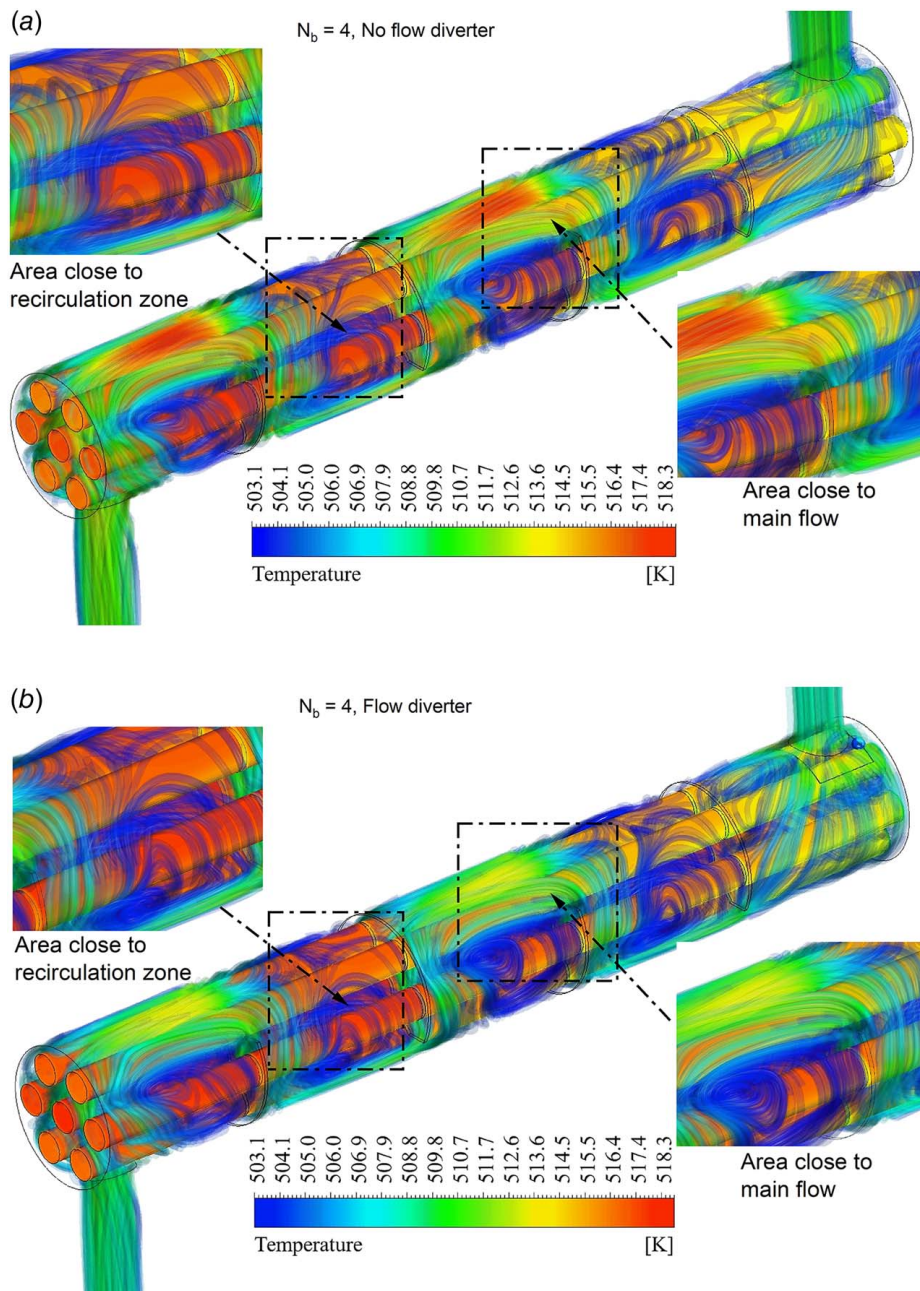 (a)
N_b = 4, No flow diverter
Area close to
recirculation zone
Area close to
main flow
503.1 504.1 505.0 506.0 506.9 507.9 508.8 509.8 510.7 511.7 512.6 513.6 514.5 515.5 516.4 517.4 518.3
Temperature [K]
(b)
N_b = 4, Flow diverter
Area close to
recirculation zone
Area close to
main flow
503.1 504.1 505.0 506.0 506.9 507.9 508.8 509.8 510.7 511.7 512.6 513.6 514.5 515.5 516.4 517.4 518.3
Temperature [K]